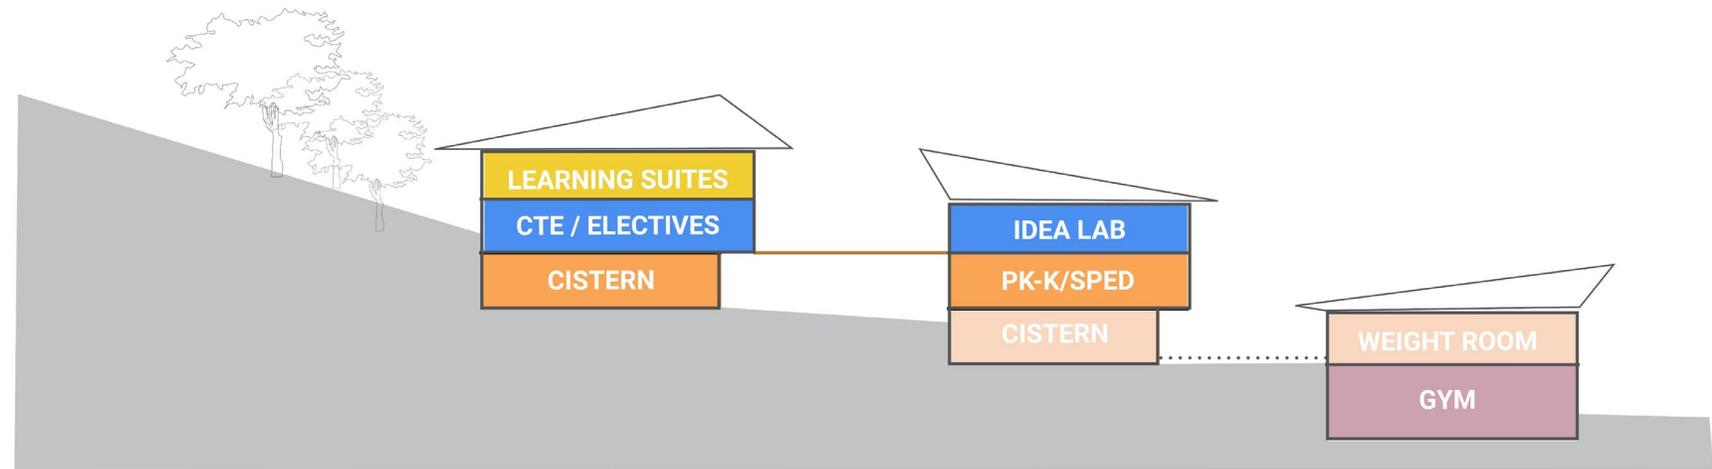 LEARNING SUITES
CTE / ELECTIVES
CISTERN
IDEA LAB
PK-K/SPED
CISTERN
WEIGHT ROOM
GYM